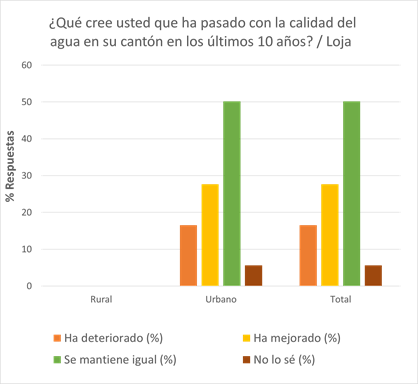 ¿Qué cree usted que ha pasado con la calidad del
agua en su cantón en los últimos 10 años? / Loja
60
50
40
30
20
10
0
% Respuestas
Rural
Urbano
Total
Ha deteriorado (%)
Ha mejorado (%)
Se mantiene igual (%)
No lo sé (%)